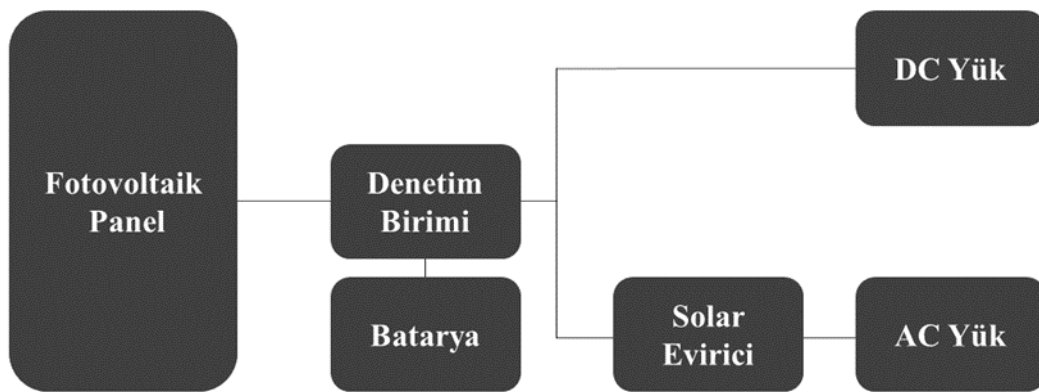 Fotovoltaik
Panel
Denetim
Birimi
Batarya
DC Yük
Solar
Evirici
AC Yük